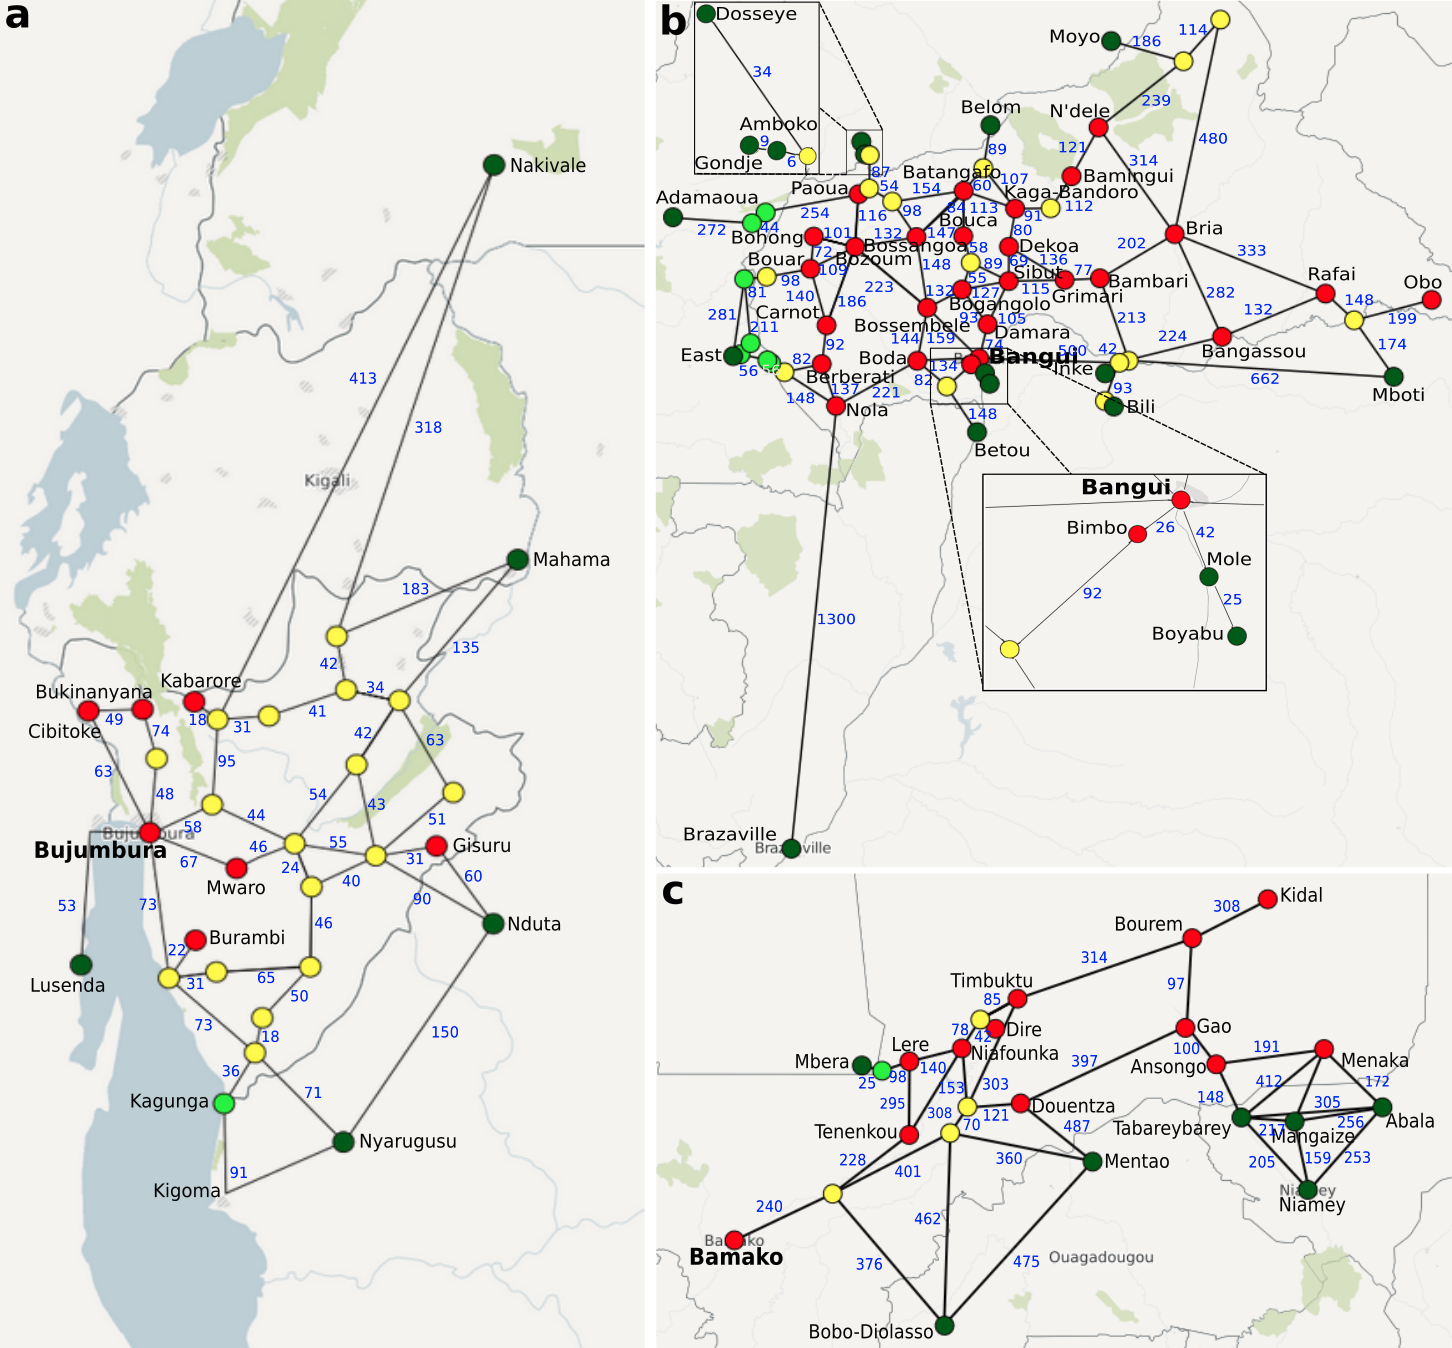 a
Nakivale
413
318
Kigali
Mahama
183
135
42
34
41
Kabarore
Bukinanyana
18
31
49
74
Cibitoke
63
95
42
63
48
54
43
51
44
58
Bujumbura
Bujumbura
55
46
67
24
40
31
Gisuru
60
Mwaro
90
53
73
46
Nduta
Burambi
22
31
65
Lusenda
50
73
18
150
36
71
Kagunga
Nyarugusu
91
Kigoma
b
Dosseye
34
Amboko
9
6
Gondje
Moyo
186
114
239
480
Belom
N'dele
89
121
314
87
Batangafo
Bamingui
107
Kaga-Bandoro
Adamaoua
Paoua
54
154
60
112
254
116
98
84
113
91
272
44
Bouca
80
Bohong
101
132
147
Bossangoa
58
Dekoa
202
Bria
333
Bouar
72
109
Bozoum
148
89
69
136
77
Sibut
Bambari
Rafai
Obo
81
98
140
186
223
132
55
127
115
Grimari
282
132
148
199
Bogangolo
281
211
Carnot
Bossembele
93
105
Damara
213
224
174
92
144
159
74
Bangassou
East
56
82
Berberati
Boda
134
Bangui
500
42
Inke
662
Mboti
148
137
221
82
93
Bili
Nola
148
Betou
Bangui
Bimbo
26
42
Mole
92
25
Boyabu
1300
Brazaville
Brazzaville
c
Kidal
308
Bourem
314
97
Timbuktu
85
78
42
Dire
Gao
Lere
Niafounka
Mbera
25
98
140
397
100
191
Menaka
Ansongo
153
303
412
172
295
308
121
Douentza
148
305
Tenenkou
70
487
Tabareybarey
217
Mangaize
256
Abala
228
401
360
Mentao
205
159
253
240
Niamey
Niamey
462
Bamako
Bamako
376
475
Ouagadougou
Bobo-Diolasso